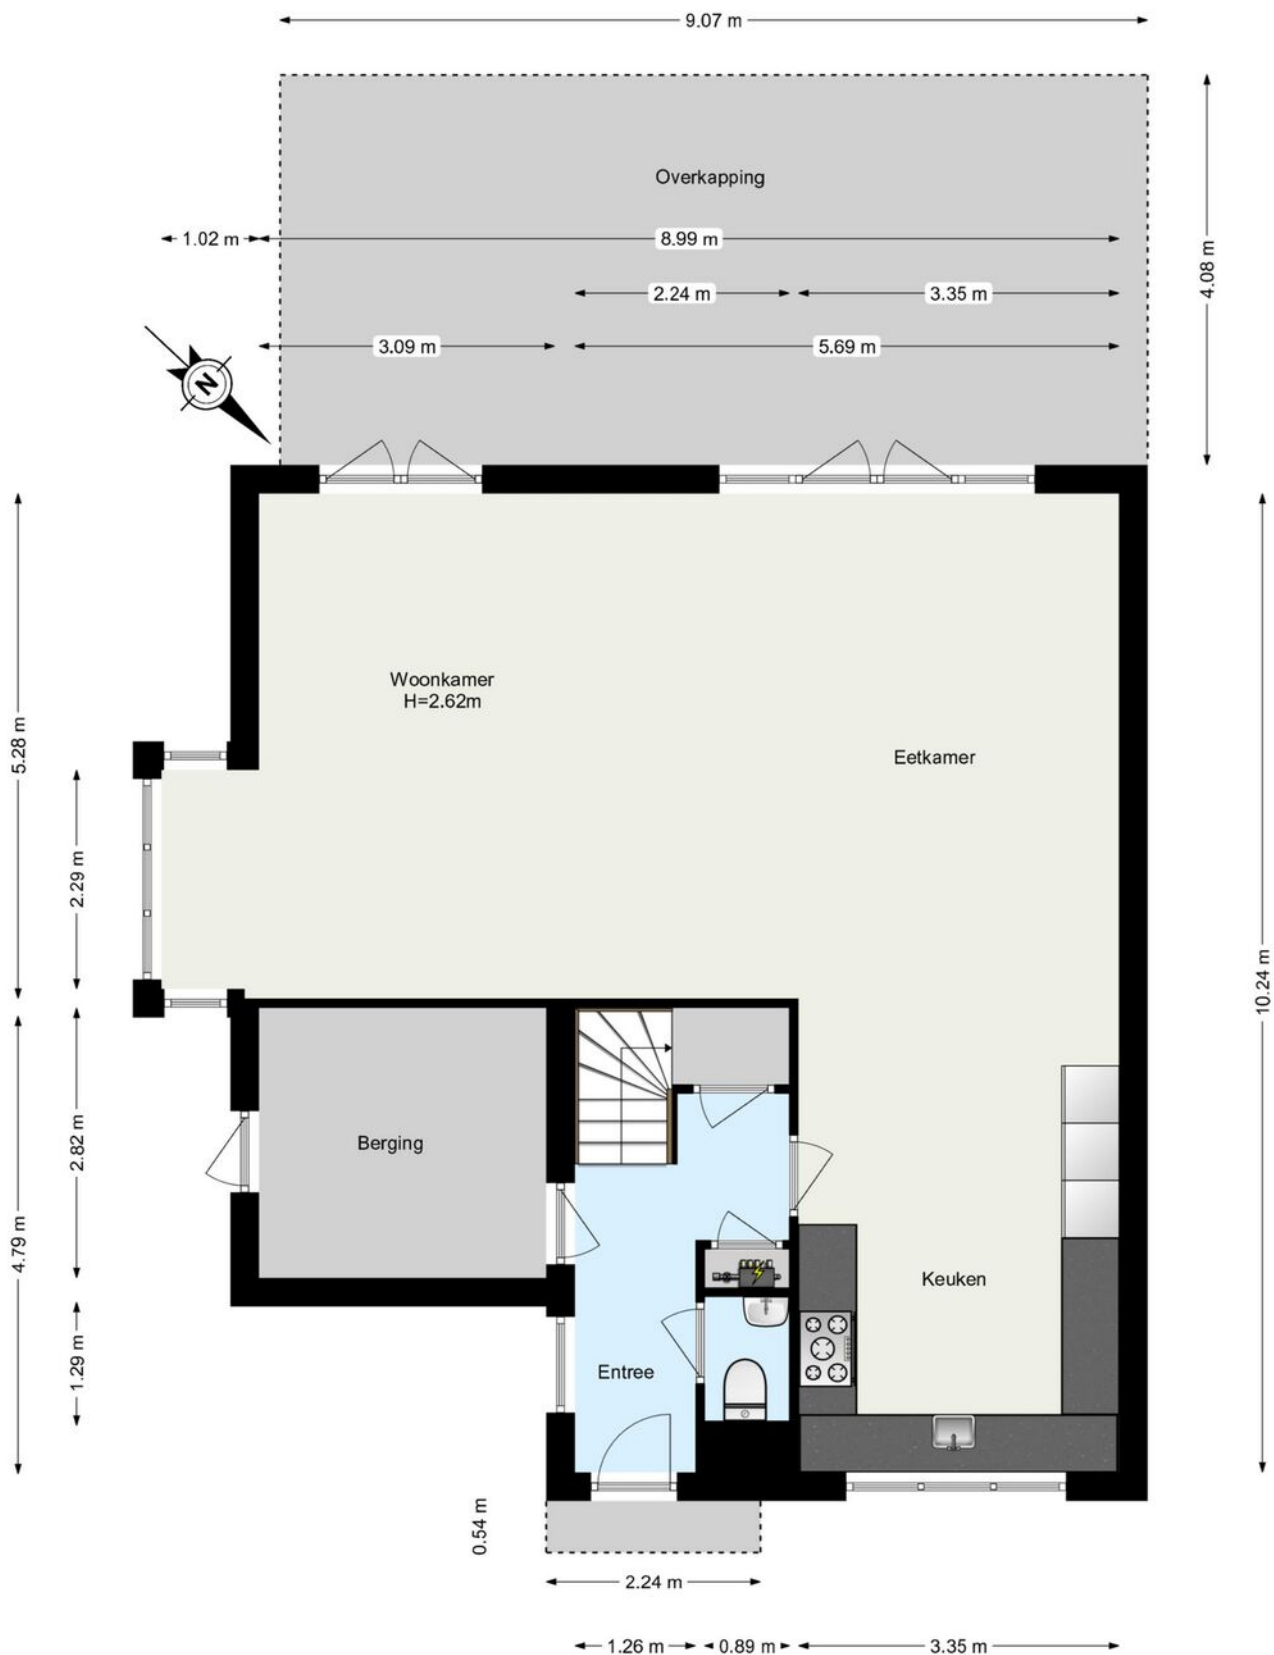 9.07 m
Overkapping
4.08 m
1.02 m
8.99 m
2.24 m
3.35 m
3.09 m
5.69 m
N
Woonkamer
H=2.62m
Eetkamer
5.28 m
2.29 m
10.24 m
Berging
2.82 m
4.79 m
Keuken
1.29 m
Entree
0.54 m
2.24 m
1.26 m
0.89 m
3.35 m